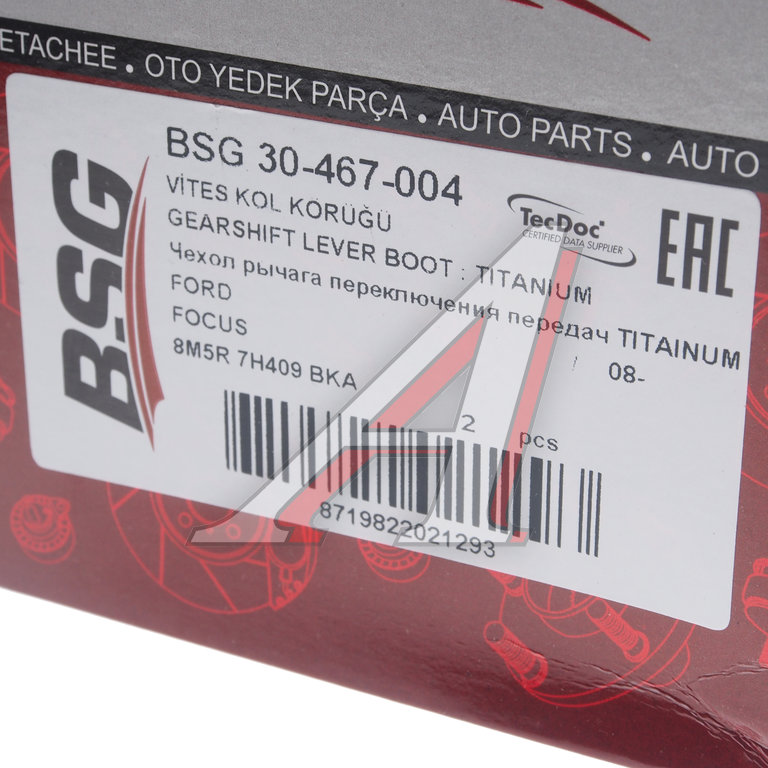 ETACHEE • OTO YEDEK PARÇA • AUTO PARTS • AUTO
BSG
BSG 30-467-004
VİTES KOL KÖRÜĞÜ
GEARSHIFT LEVER BOOT : TITANIUM
Чехол рычага переключения передач TITAINUM
FORD
FOCUS
08-
8M5R 7H409 BKA
TecDoc
CERTIFIED DATA SUPPLIER
EAC
2 pcs
8719822021293